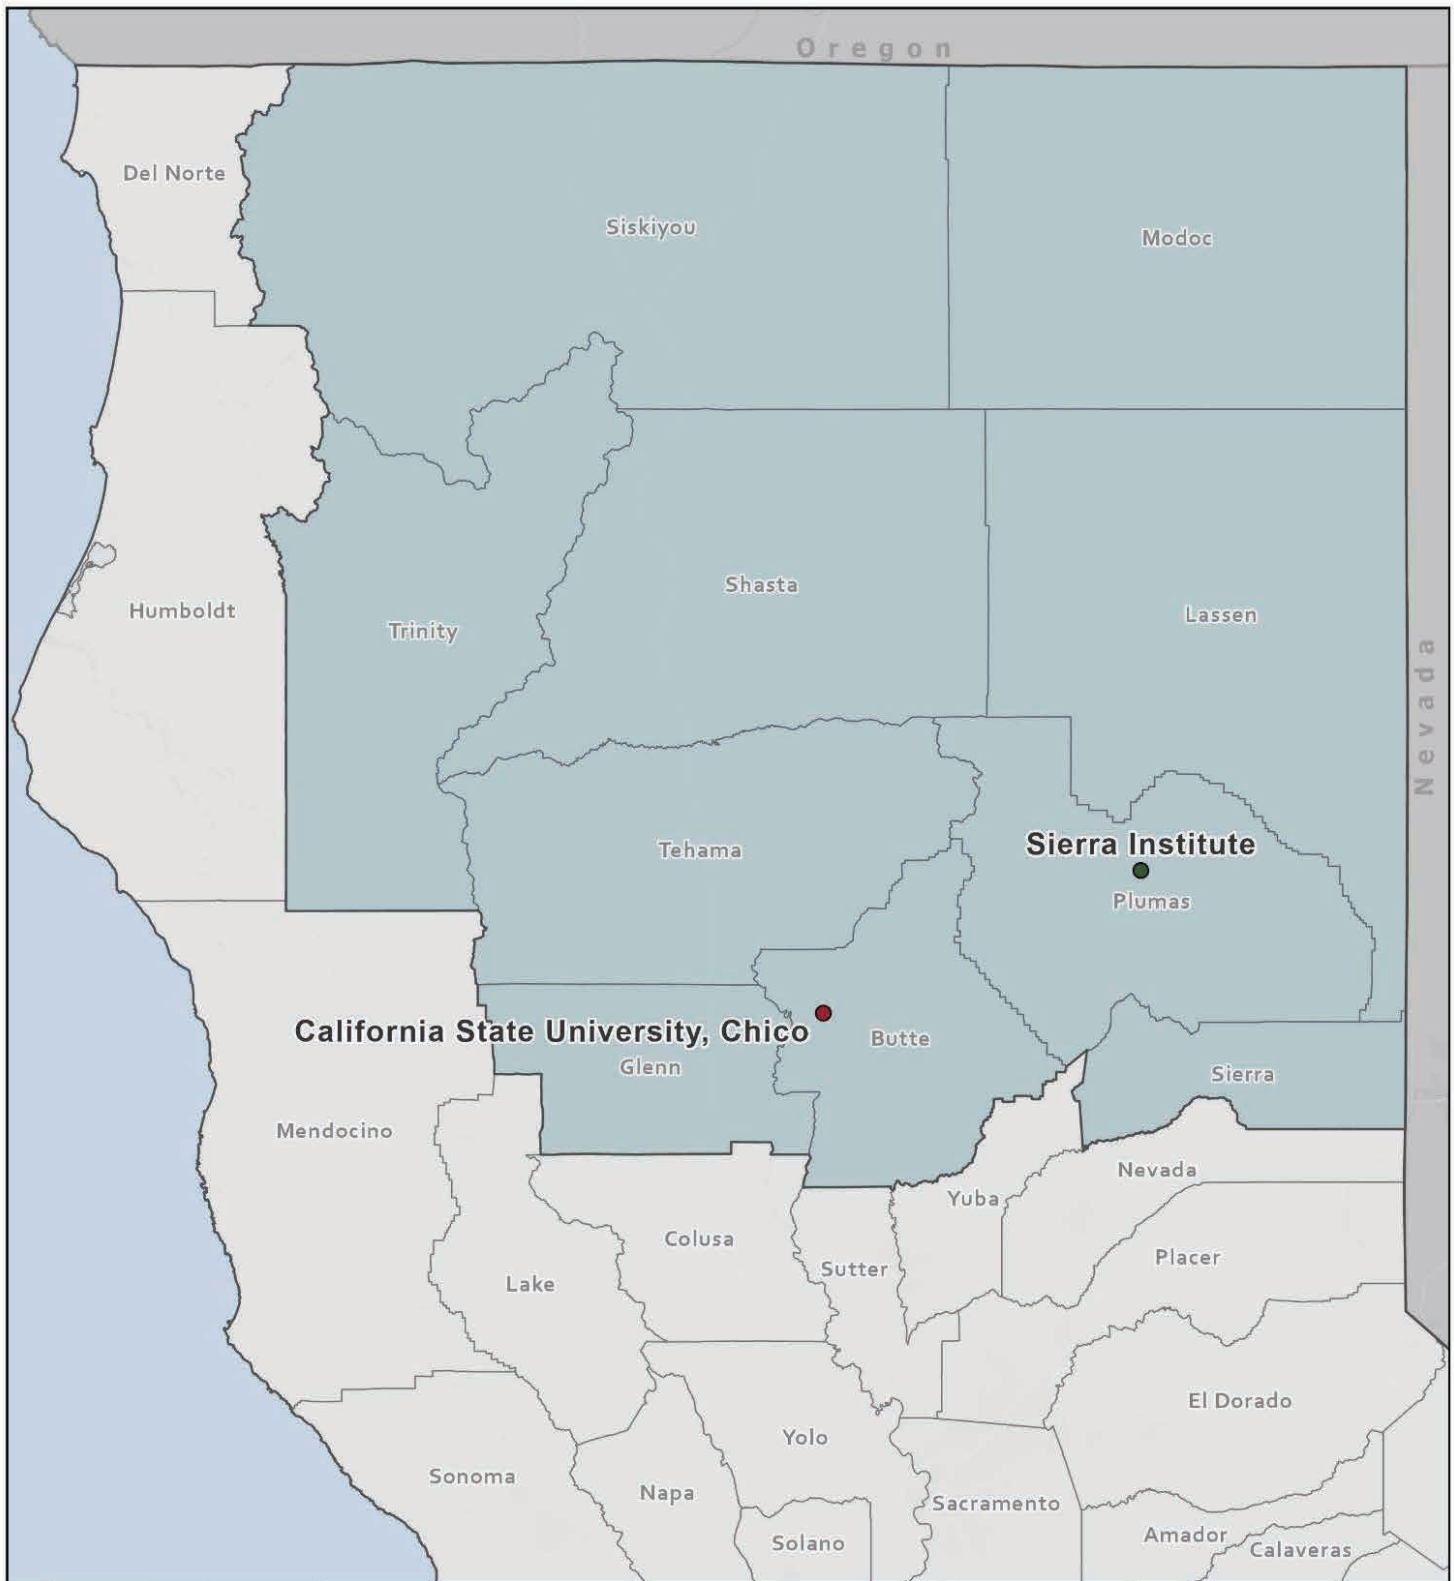 Oregon
Del Norte
Siskiyou
Modoc
Shasta
Humboldt
Trinity
Lassen
Nevada
Tehama
Sierra Institute
Plumas
California State University, Chico
Butte
Glenn
Sierra
Mendocino
Nevada
Yuba
Colusa
Placer
Sutter
Lake
El Dorado
Yolo
Sonoma
Napa
Sacramento
Amador
Solano
Calaveras